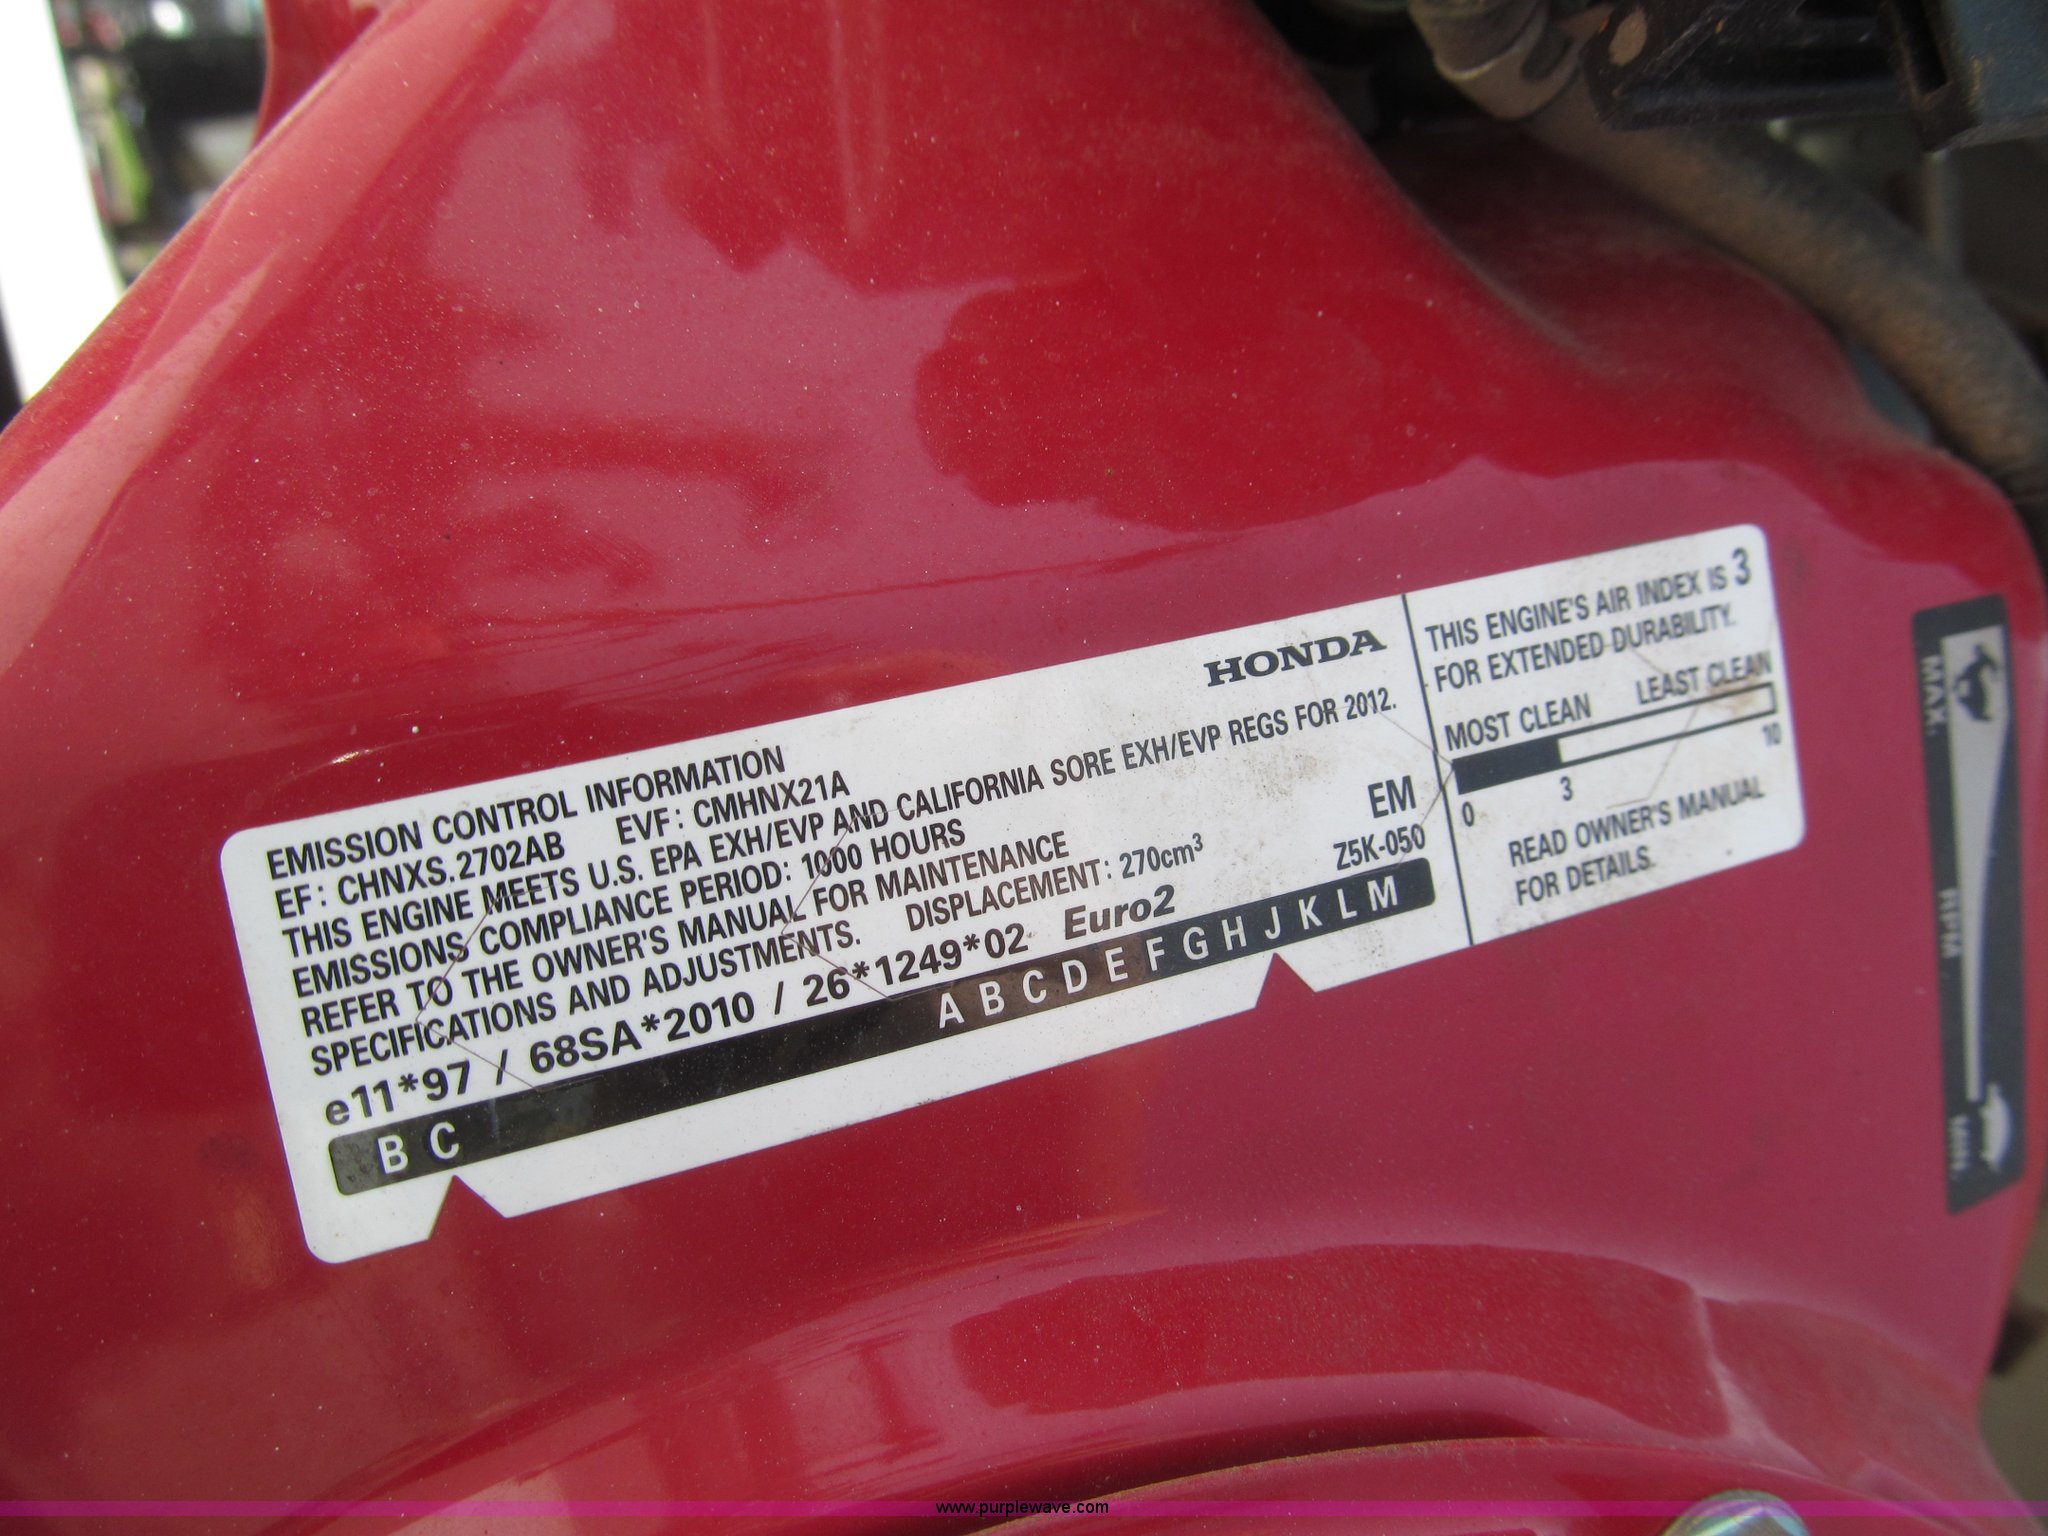 HONDA
EMISSION CONTROL INFORMATION
EF: CHNXS.2702AB EVF: CMHNX21A
THIS ENGINE MEETS U.S. EPA EXH/EVP AND CALIFORNIA SORE EXH/EVP REGS FOR 2012.
EMISSIONS COMPLIANCE PERIOD: 1000 HOURS
REFER TO THE OWNER'S MANUAL FOR MAINTENANCE
SPECIFICATIONS AND ADJUSTMENTS. DISPLACEMENT: 270cm³
EM
Z5K-050
e11*97 / 68SA*2010 / 26*1249*02 Euro2
B C A B C D E F G H J K L M
THIS ENGINE'S AIR INDEX IS 3
FOR EXTENDED DURABILITY.
MOST CLEAN LEAST CLEAN
0 3 10
READ OWNER'S MANUAL
FOR DETAILS.
MAX.
RPM
MIN.
www.purplewave.com